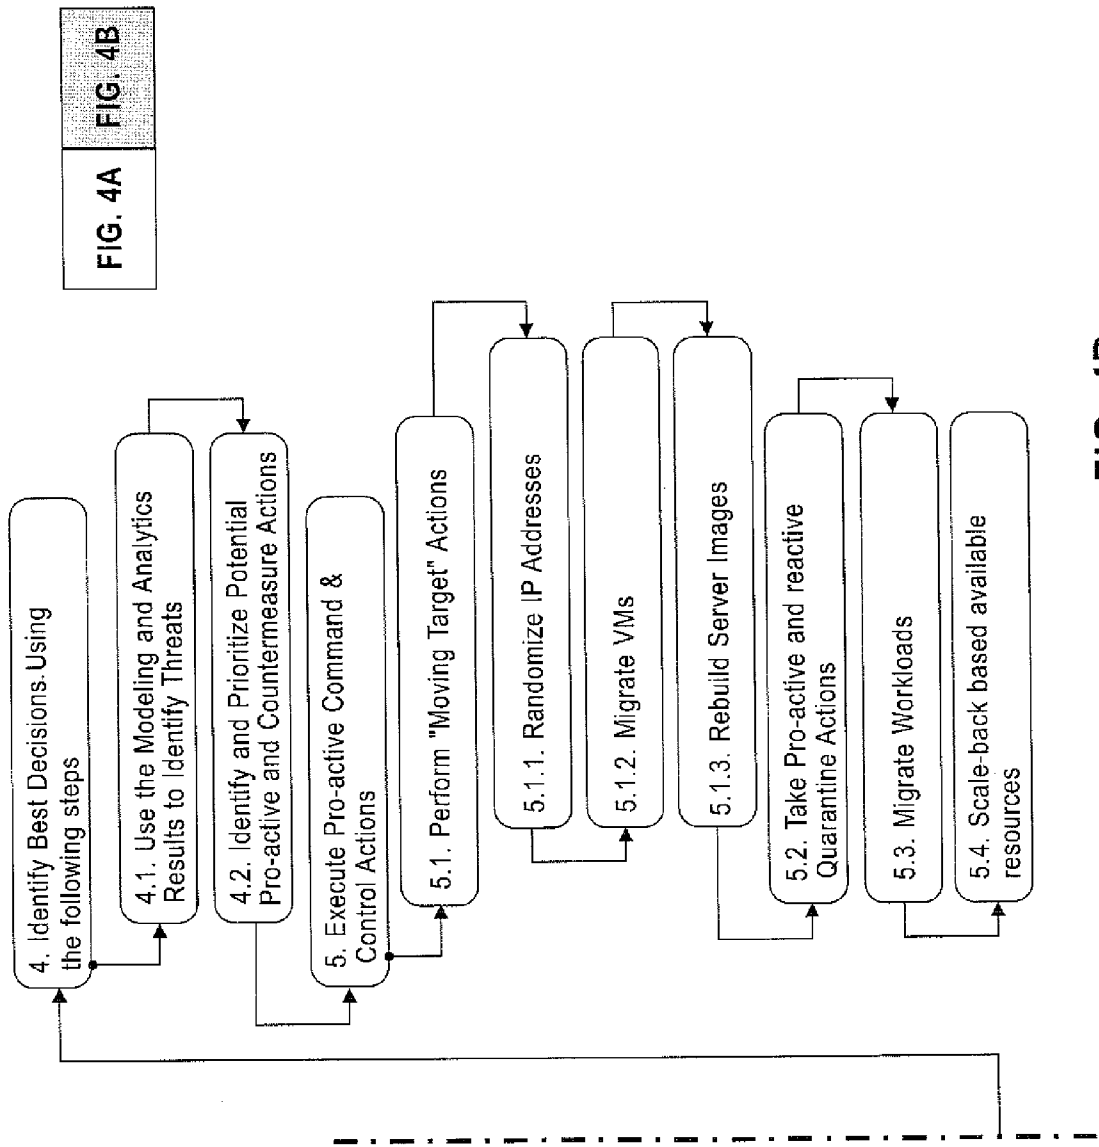 FIG. 4A
FIG. 4B
4. Identify Best Decisions Using
the following steps
4.1. Use the Modeling and Analytics
Results to Identify Threats
4.2. Identify and Prioritize Potential
Pro-active and Countermeasure Actions
5. Execute Pro-active Command &
Control Actions
5.1. Perform "Moving Target" Actions
5.1.1. Randomize IP Addresses
5.1.2. Migrate VMs
5.1.3. Rebuild Server Images
5.2. Take Pro-active and reactive
Quarantine Actions
5.3. Migrate Workloads
5.4. Scale-back based available
resources